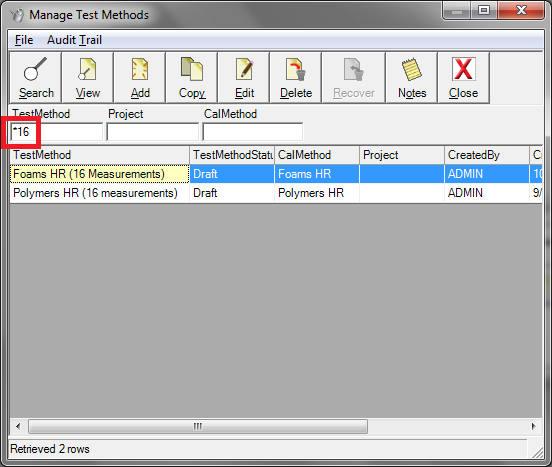 Manage Test Methods
File Audit Trail
Search View Add Copy Edit Delete Recover Notes Close
TestMethod Project CalMethod
*16
TestMethod TestMethodStatu CalMethod Project CreatedBy Cr
Foams HR (16 Measurements) Draft Foams HR ADMIN 10
Polymers HR (16 measurements) Draft Polymers HR ADMIN 9/
Retrieved 2 rows